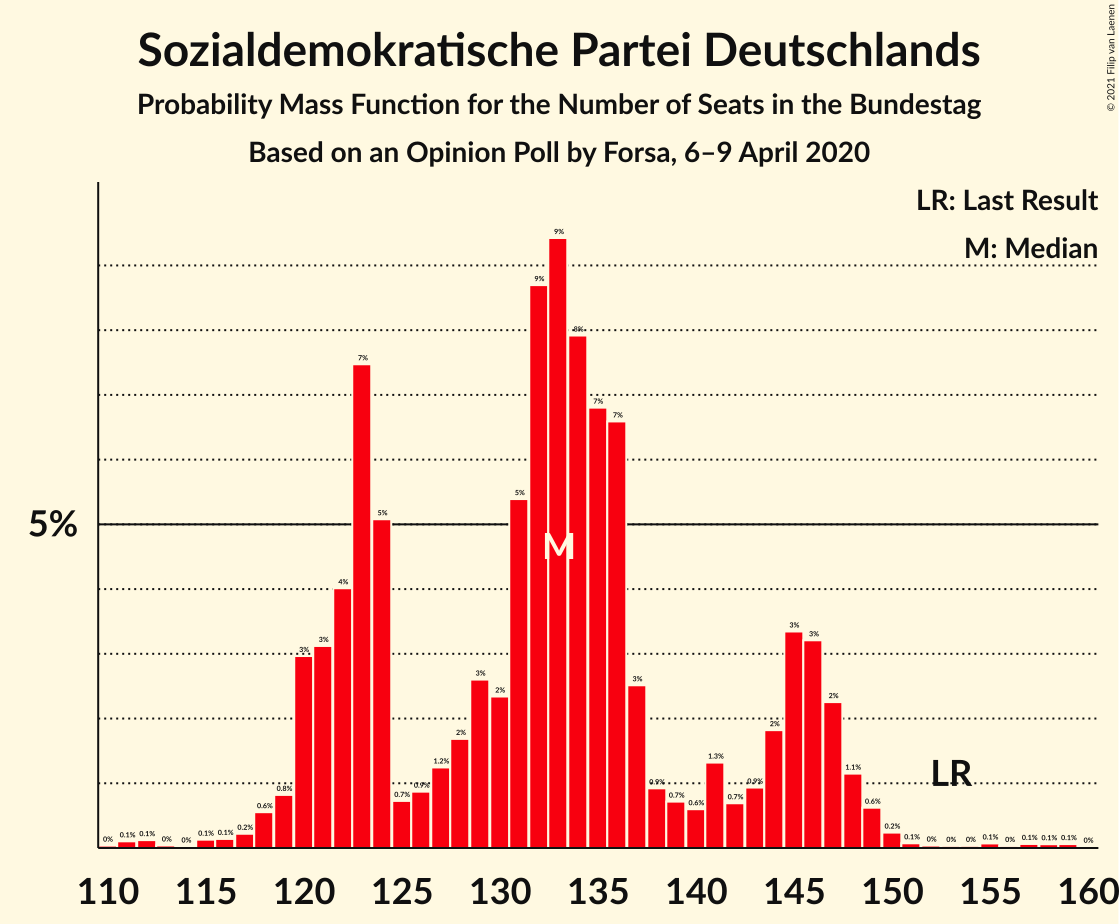 Sozialdemokratische Partei Deutschlands
Probability Mass Function for the Number of Seats in the Bundestag
Based on an Opinion Poll by Forsa, 6–9 April 2020
© 2021 Filip van Laenen
LR: Last Result
M: Median
5%
0% 0.1% 0.1% 0% 0% 0.1% 0.1% 0.2% 0.6% 0.8% 3% 3% 4% 7% 5% 0.7% 0.9% 1.2% 2% 3% 2% 5% 9% 9% 8% 7% 7% 3% 0.9% 0.7% 0.6% 1.3% 0.7% 0.9% 2% 3% 3% 2% 1.1% 0.6% 0.2% 0.1% 0% 0% 0% 0.1% 0% 0.1% 0.1% 0.1% 0%
M
LR
110 115 120 125 130 135 140 145 150 155 160